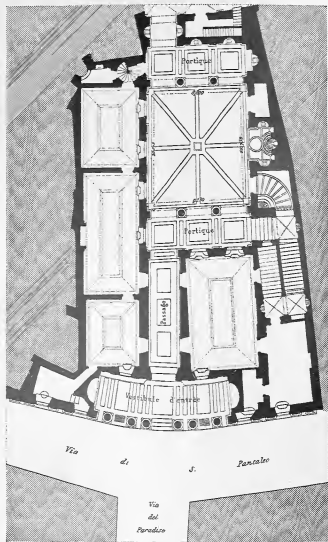 Portique
Portique
Passage
Vestibule d'entrée
Via di S. Pantaleo
Via
del
Paradiso